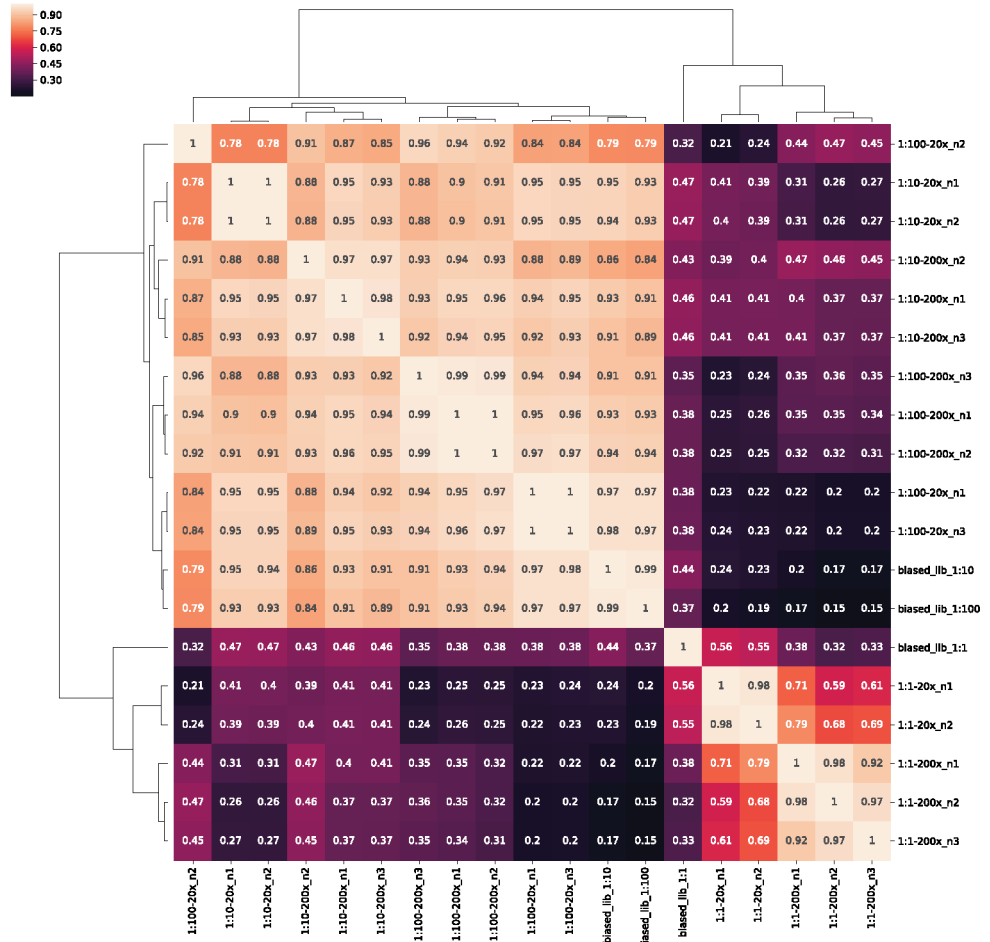 0.90
0.75
0.60
0.45
0.30
1 0.78 0.78 0.91 0.87 0.85 0.96 0.94 0.92 0.84 0.84 0.79 0.79 0.32 0.21 0.24 0.44 0.47 0.45 1:100-20x_n2
0.78 1 1 0.88 0.95 0.93 0.88 0.9 0.91 0.95 0.95 0.95 0.93 0.47 0.41 0.39 0.31 0.26 0.27 1:10-20x_n1
0.78 1 1 0.88 0.95 0.93 0.88 0.9 0.91 0.95 0.95 0.94 0.93 0.47 0.4 0.39 0.31 0.26 0.27 1:10-20x_n2
0.91 0.88 0.88 1 0.97 0.97 0.93 0.94 0.93 0.88 0.89 0.86 0.84 0.43 0.39 0.4 0.47 0.46 0.45 1:10-200x_n2
0.87 0.95 0.95 0.97 1 0.98 0.93 0.95 0.96 0.94 0.95 0.93 0.91 0.46 0.41 0.41 0.4 0.37 0.37 1:10-200x_n1
0.85 0.93 0.93 0.97 0.98 1 0.92 0.94 0.95 0.92 0.93 0.91 0.89 0.46 0.41 0.41 0.41 0.37 0.37 1:10-200x_n3
0.96 0.88 0.88 0.93 0.93 0.92 1 0.99 0.99 0.94 0.94 0.91 0.91 0.35 0.23 0.24 0.35 0.36 0.35 1:100-200x_n3
0.94 0.9 0.9 0.94 0.95 0.94 0.99 1 1 0.95 0.96 0.93 0.93 0.38 0.25 0.26 0.35 0.35 0.34 1:100-200x_n1
0.92 0.91 0.91 0.93 0.96 0.95 0.99 1 1 0.97 0.97 0.94 0.94 0.38 0.25 0.25 0.32 0.32 0.31 1:100-200x_n2
0.84 0.95 0.95 0.88 0.94 0.92 0.94 0.95 0.97 1 1 0.97 0.97 0.38 0.23 0.22 0.22 0.2 0.2 1:100-20x_n1
0.84 0.95 0.95 0.89 0.95 0.93 0.94 0.96 0.97 1 1 0.98 0.97 0.38 0.24 0.23 0.22 0.2 0.2 1:100-20x_n3
0.79 0.95 0.94 0.86 0.93 0.91 0.91 0.93 0.94 0.97 0.98 1 0.99 0.44 0.24 0.23 0.2 0.17 0.17 biased_lib_1:10
0.79 0.93 0.93 0.84 0.91 0.89 0.91 0.93 0.94 0.97 0.97 0.99 1 0.37 0.2 0.19 0.17 0.15 0.15 biased_lib_1:100
0.32 0.47 0.47 0.43 0.46 0.46 0.35 0.38 0.38 0.38 0.38 0.44 0.37 1 0.56 0.55 0.38 0.32 0.33 biased_lib_1:1
0.21 0.41 0.4 0.39 0.41 0.41 0.23 0.25 0.25 0.23 0.24 0.24 0.2 0.56 1 0.98 0.71 0.59 0.61 1:1-20x_n1
0.24 0.39 0.39 0.4 0.41 0.41 0.24 0.26 0.25 0.22 0.23 0.23 0.19 0.55 0.98 1 0.79 0.68 0.69 1:1-20x_n2
0.44 0.31 0.31 0.47 0.4 0.41 0.35 0.35 0.32 0.22 0.22 0.2 0.17 0.38 0.71 0.79 1 0.98 0.92 1:1-200x_n1
0.47 0.26 0.26 0.46 0.37 0.37 0.36 0.35 0.32 0.2 0.2 0.17 0.15 0.32 0.59 0.68 0.98 1 0.97 1:1-200x_n2
0.45 0.27 0.27 0.45 0.37 0.37 0.35 0.34 0.31 0.2 0.2 0.17 0.15 0.33 0.61 0.69 0.92 0.97 1 1:1-200x_n3
1:100-20x_n2
1:10-20x_n1
1:10-20x_n2
1:10-200x_n2
1:10-200x_n1
1:10-200x_n3
1:100-200x_n3
1:100-200x_n1
1:100-200x_n2
1:100-20x_n1
1:100-20x_n3
biased_lib_1:10
biased_lib_1:100
biased_lib_1:1
1:1-20x_n1
1:1-20x_n2
1:1-200x_n1
1:1-200x_n2
1:1-200x_n3